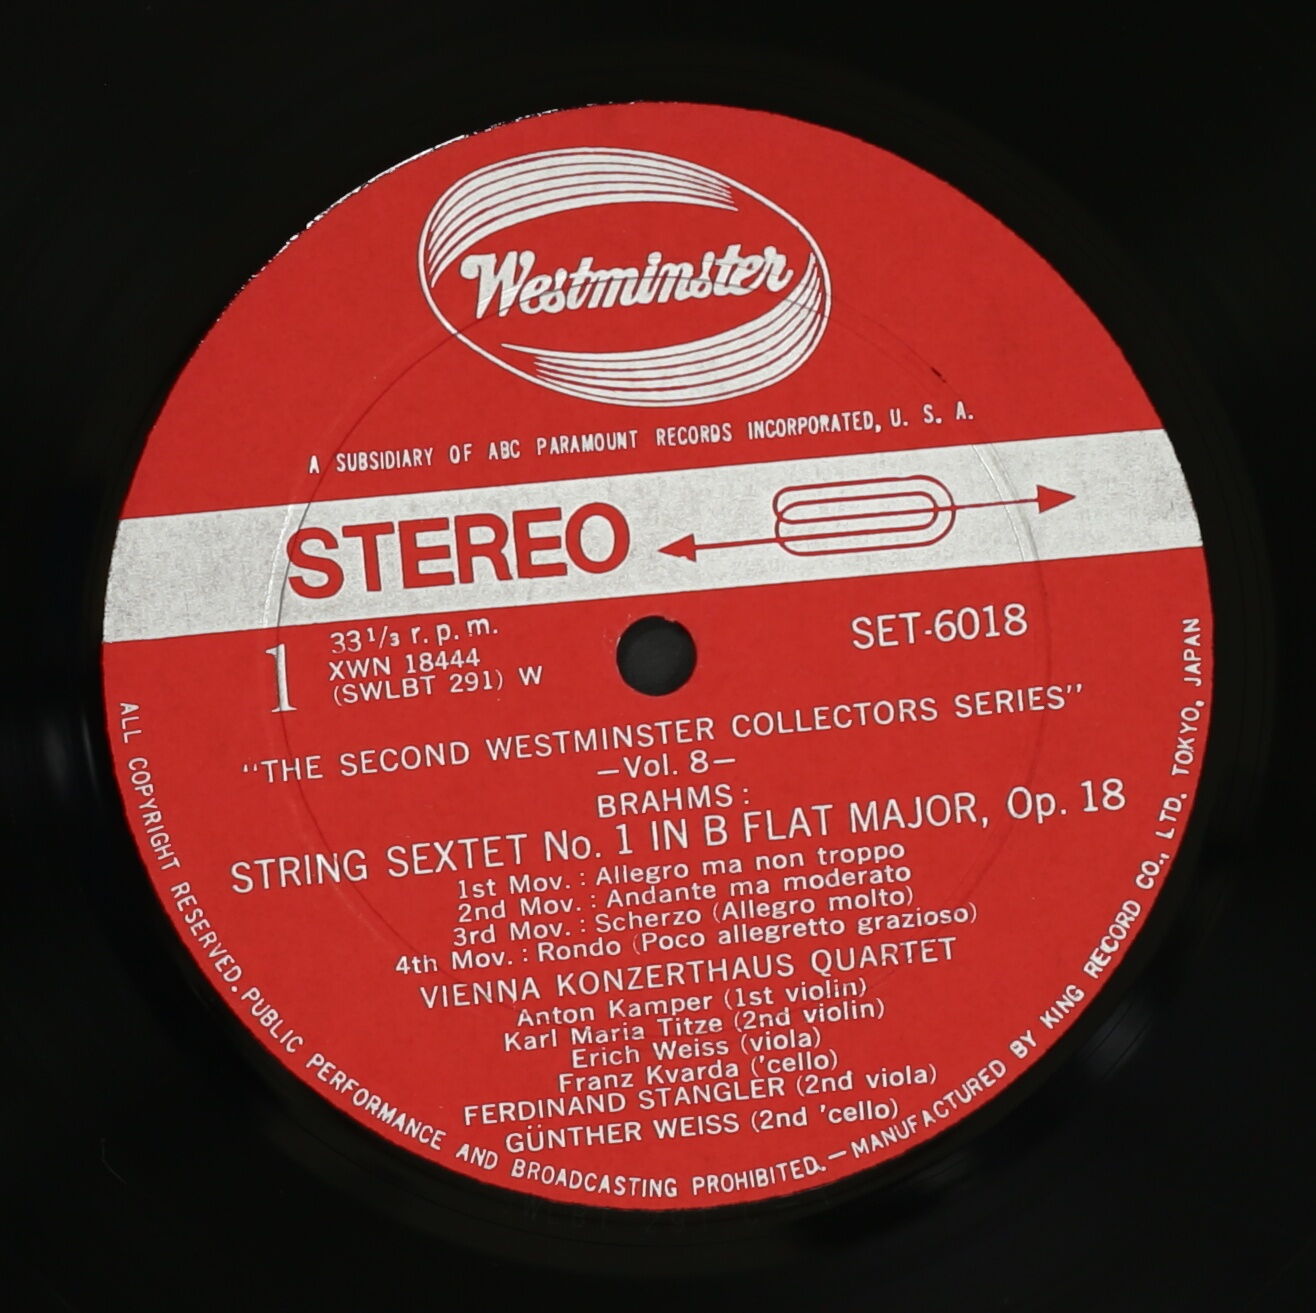 Westminster
A SUBSIDIARY OF ABC PARAMOUNT RECORDS INCORPORATED, U. S. A.
STEREO
1
33 1/3 r. p. m.
XWN 18444
(SWLBT 291) W
SET-6018
"THE SECOND WESTMINSTER COLLECTORS SERIES"
—Vol. 8—
BRAHMS:
STRING SEXTET No. 1 IN B FLAT MAJOR, Op. 18
1st Mov. : Allegro ma non troppo
2nd Mov. : Andante ma moderato
3rd Mov. : Scherzo (Allegro molto)
4th Mov. : Rondo (Poco allegretto grazioso)
VIENNA KONZERTHAUS QUARTET
Anton Kamper (1st violin)
Karl Maria Titze (2nd violin)
Erich Weiss (viola)
Franz Kvarda ('cello)
FERDINAND STANGLER (2nd viola)
GÜNTHER WEISS (2nd 'cello)
ALL COPYRIGHT RESERVED. PUBLIC PERFORMANCE AND BROADCASTING PROHIBITED.—MANUFACTURED BY KING RECORD CO., LTD. TOKYO, JAPAN